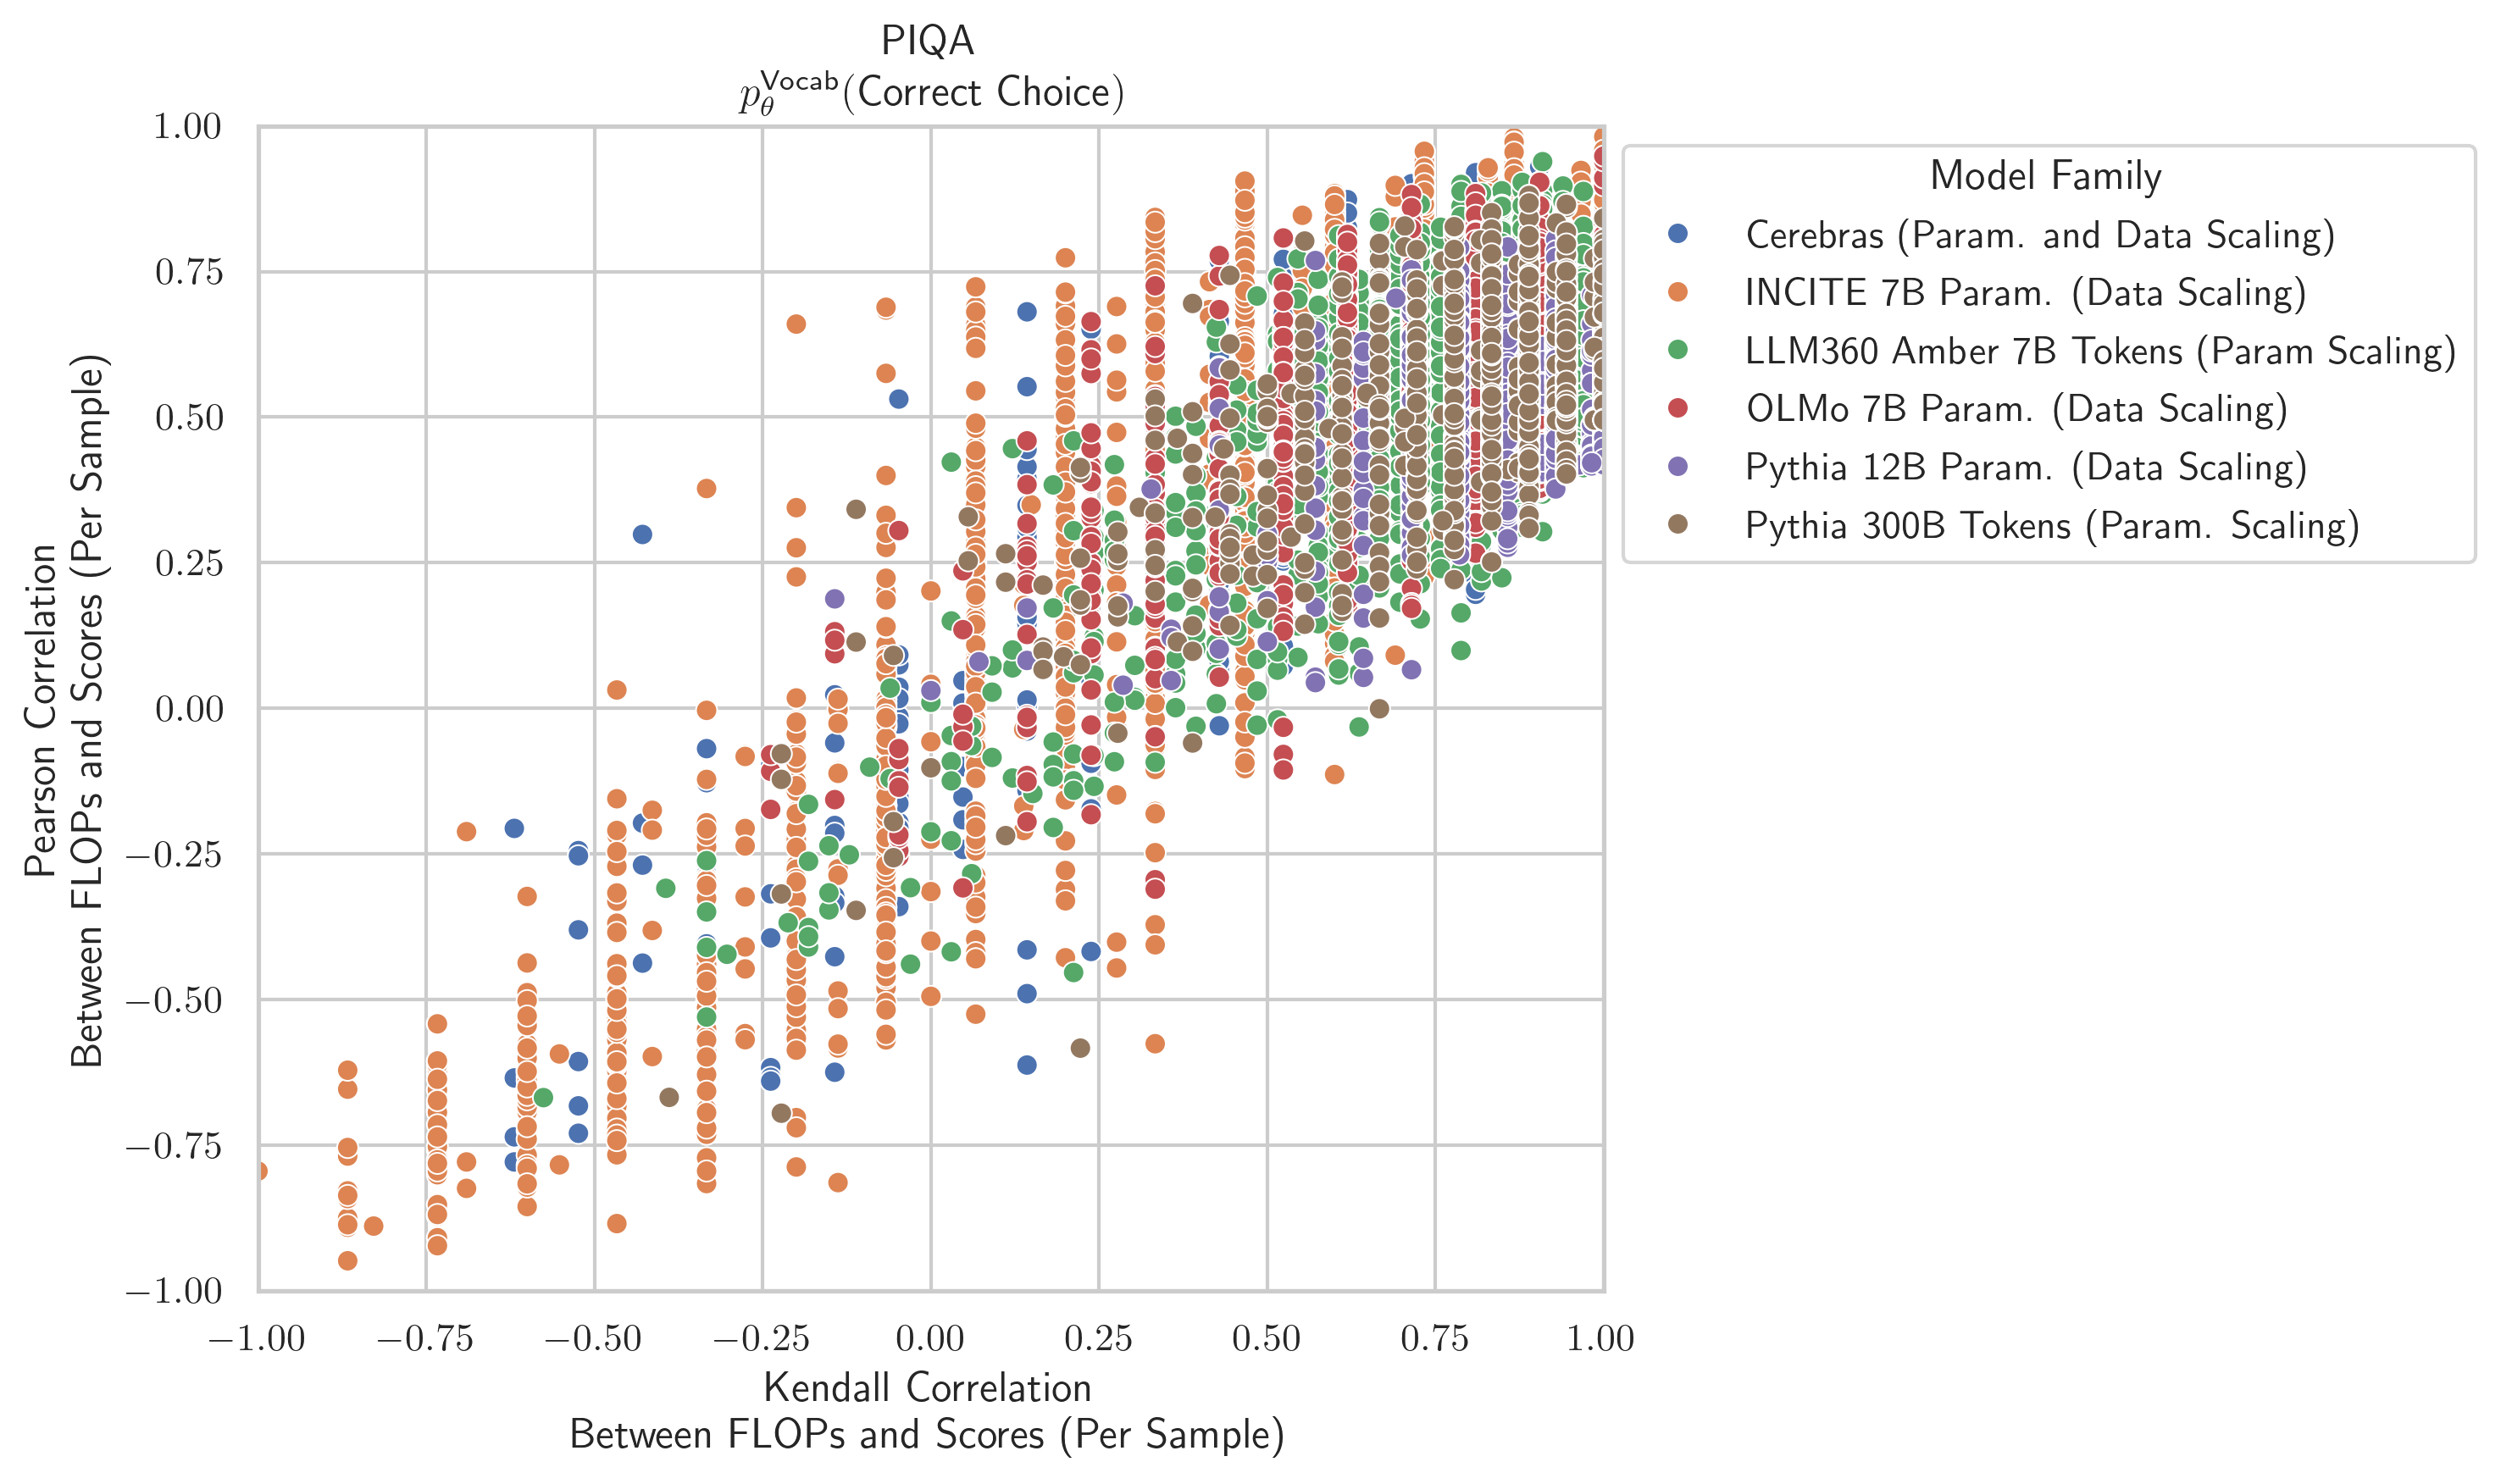 PIQA
p_θ^Vocab(Correct Choice)
1.00
0.75
0.50
0.25
0.00
−0.25
−0.50
−0.75
−1.00
Pearson Correlation
Between FLOPs and Scores (Per Sample)
−1.00 −0.75 −0.50 −0.25 0.00 0.25 0.50 0.75 1.00
Kendall Correlation
Between FLOPs and Scores (Per Sample)
Model Family
Cerebras (Param. and Data Scaling)
INCITE 7B Param. (Data Scaling)
LLM360 Amber 7B Tokens (Param Scaling)
OLMo 7B Param. (Data Scaling)
Pythia 12B Param. (Data Scaling)
Pythia 300B Tokens (Param. Scaling)